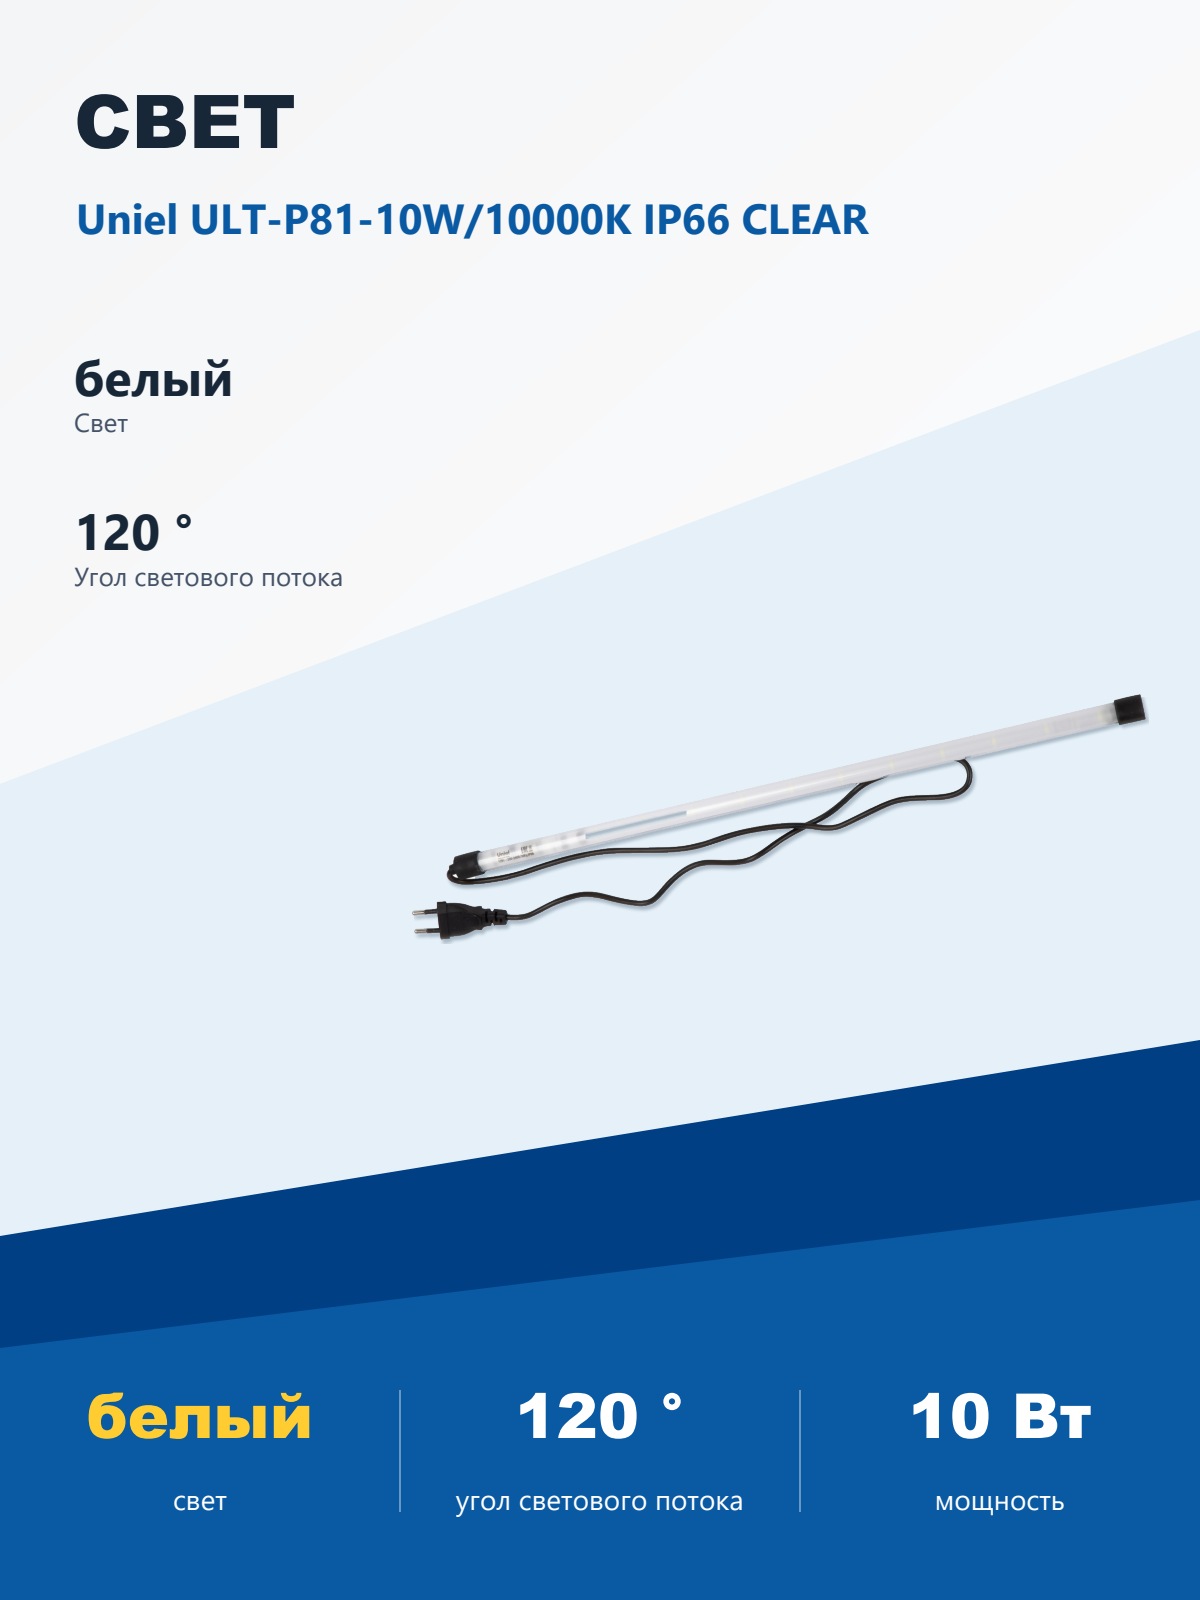 СВЕТ
Uniel ULT-P81-10W/10000K IP66 CLEAR
белый
Свет
120 °
Угол светового потока
Uniel
белый
свет
120 °
угол светового потока
10 Вт
мощность